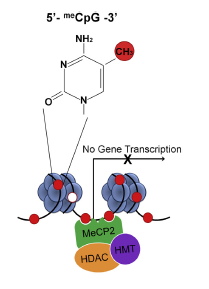 5'- meCpG -3'
NH₂
CH₃
N
O
N
No Gene Transcription
X
MeCP2
HDAC
HMT